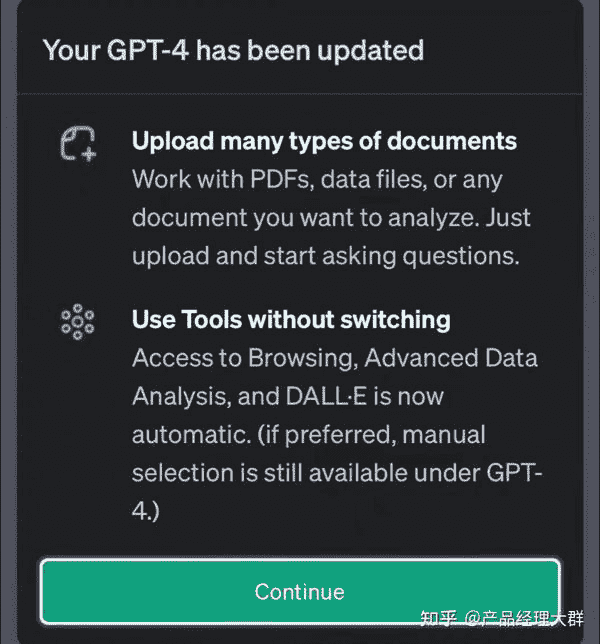 Your GPT-4 has been updated
Upload many types of documents
Work with PDFs, data files, or any
document you want to analyze. Just
upload and start asking questions.
Use Tools without switching
Access to Browsing, Advanced Data
Analysis, and DALL·E is now
automatic. (if preferred, manual
selection is still available under GPT-
4.)
Continue
知乎 @产品经理大群